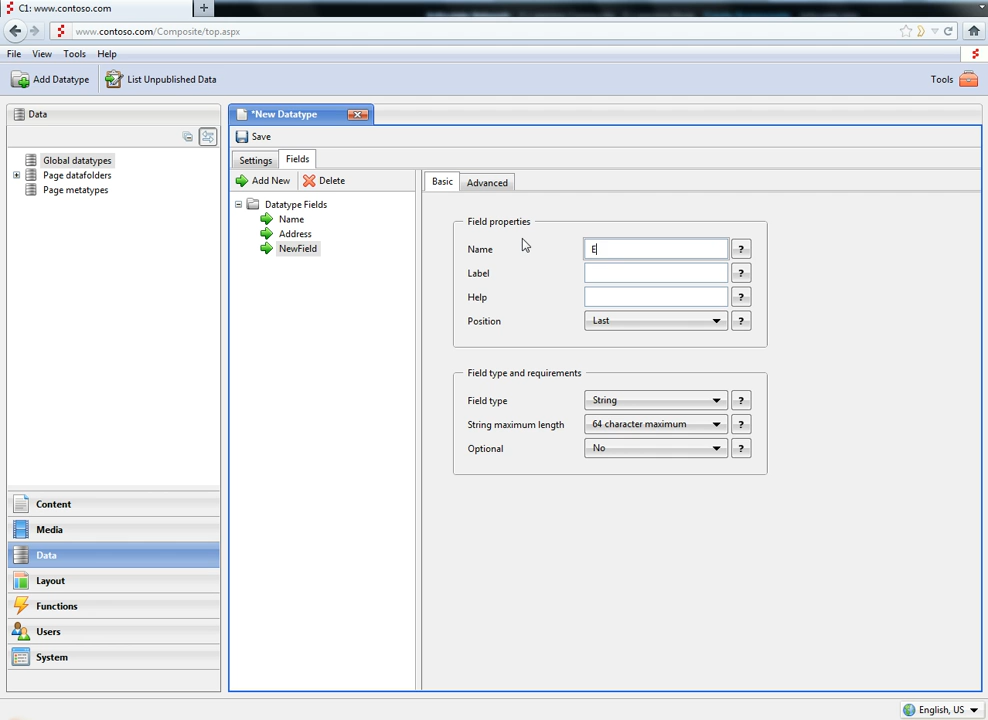 C1: www.contoso.com
+
www.contoso.com/Composite/top.aspx
File View Tools Help
Add Datatype List Unpublished Data Tools
Data
*New Datatype
Save
Global datatypes
Page datafolders
Page metatypes
Settings Fields
Add New Delete
Datatype Fields
Name
Address
NewField
Basic Advanced
Field properties
Name E ?
Label ?
Help ?
Position Last ?
Field type and requirements
Field type String ?
String maximum length 64 character maximum ?
Optional No ?
Content
Media
Data
Layout
Functions
Users
System
English, US